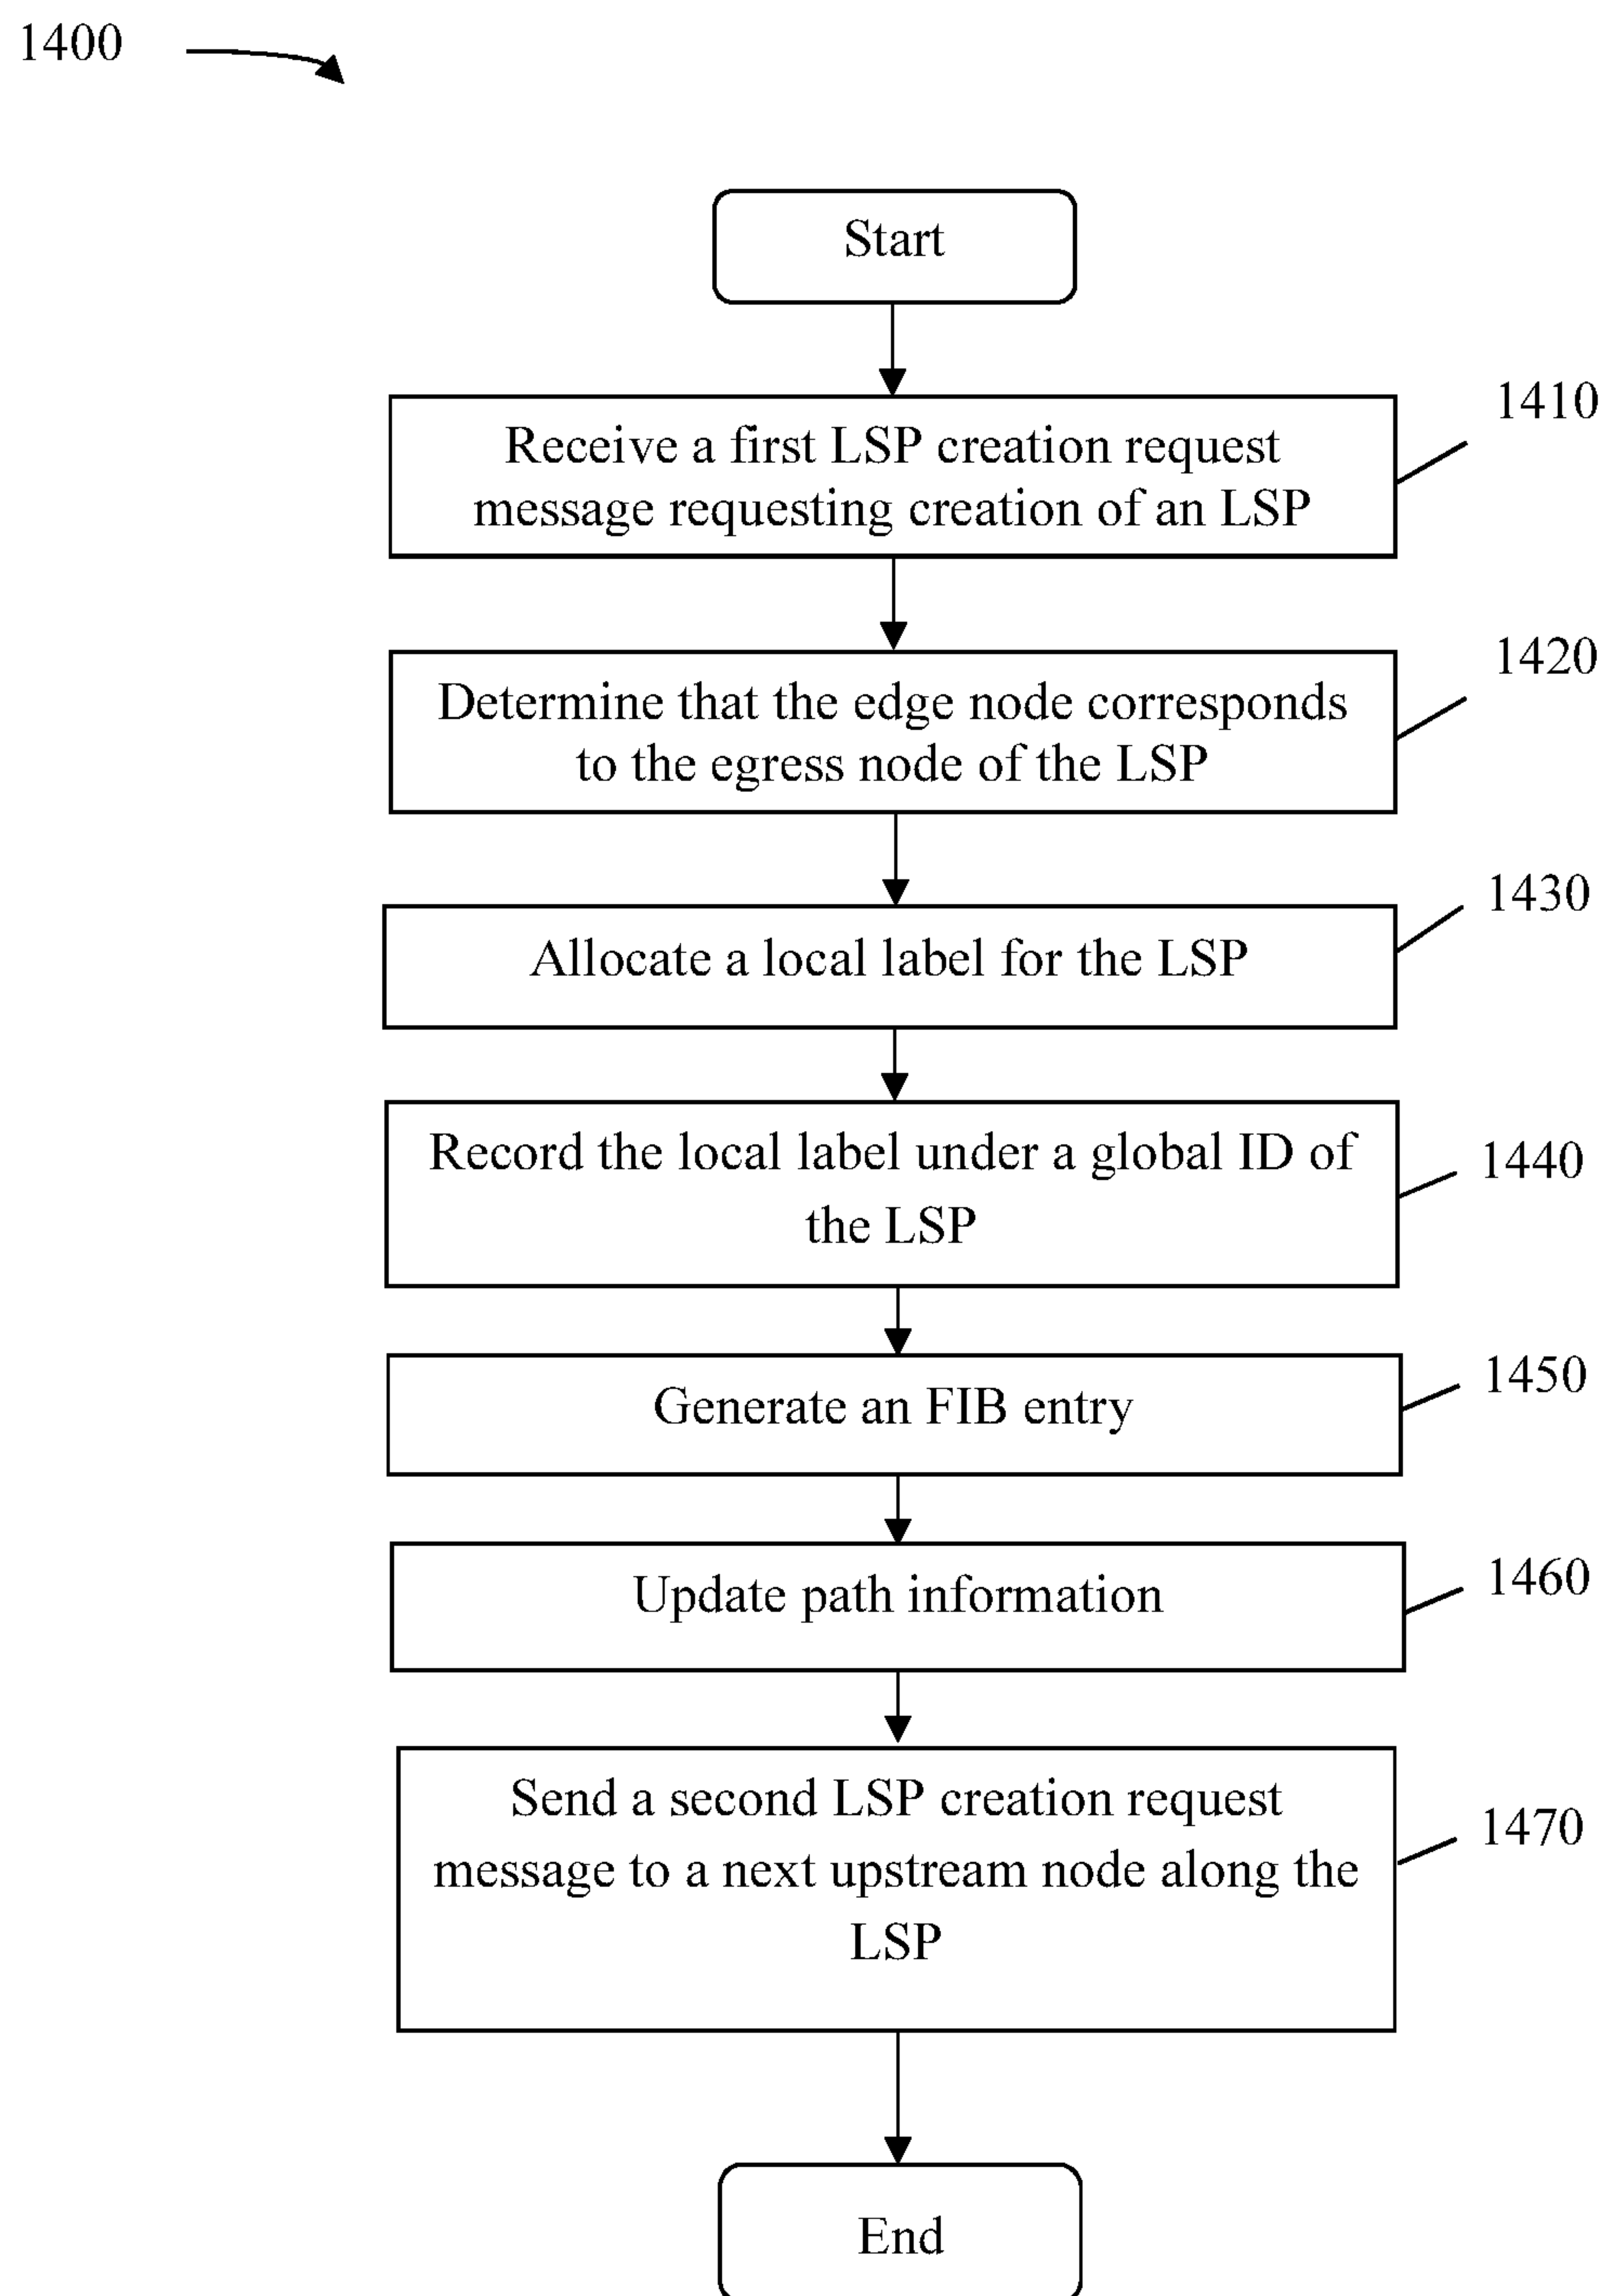 1400
Start
1410
Receive a first LSP creation request
message requesting creation of an LSP
1420
Determine that the edge node corresponds
to the egress node of the LSP
1430
Allocate a local label for the LSP
1440
Record the local label under a global ID of
the LSP
1450
Generate an FIB entry
1460
Update path information
1470
Send a second LSP creation request
message to a next upstream node along the
LSP
End